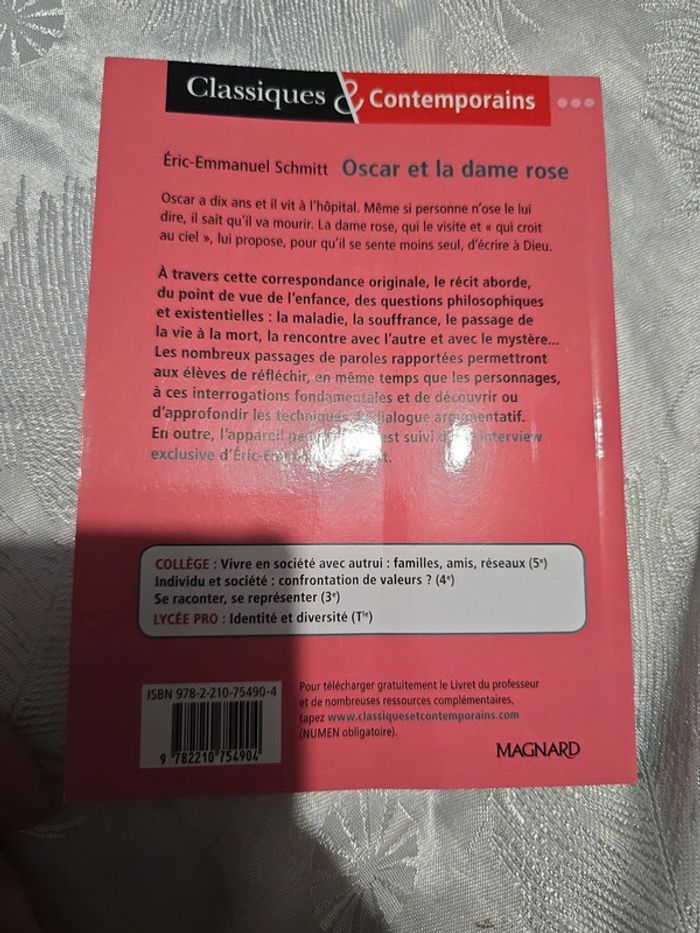 Classiques & Contemporains
Éric-Emmanuel Schmitt Oscar et la dame rose
Oscar a dix ans et il vit à l'hôpital. Même si personne n'ose le lui
dire, il sait qu'il va mourir. La dame rose, qui le visite et « qui croit
au ciel », lui propose, pour qu'il se sente moins seul, d'écrire à Dieu.
À travers cette correspondance originale, le récit aborde,
du point de vue de l'enfance, des questions philosophiques
et existentielles : la maladie, la souffrance, le passage de
la vie à la mort, la rencontre avec l'autre et avec le mystère...
Les nombreux passages de paroles rapportées permettront
aux élèves de réfléchir, en même temps que les personnages,
à ces interrogations fondamentales et de découvrir ou
d'approfondir les techniques du dialogue argumentatif.
En outre, l'appareil est suivi interview
exclusive
COLLÈGE : Vivre en société avec autrui : familles, amis, réseaux (5e)
Individu et société : confrontation de valeurs ? (4e)
Se raconter, se représenter (3e)
LYCÉE PRO : Identité et diversité (Tle)
ISBN 978-2-210-75490-4
9 782210 754904
Pour télécharger gratuitement le Livret du professeur
et de nombreuses ressources complémentaires,
tapez www.classiquesetcontemporains.com
(NUMEN obligatoire).
MAGNARD